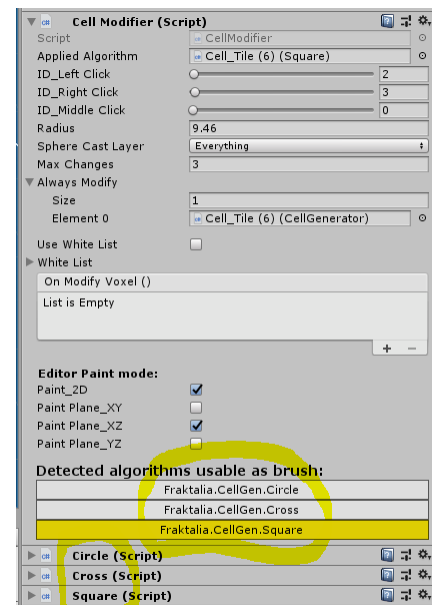 Cell Modifier (Script)
Script CellModifier
Applied Algorithm Cell_Tile (6) (Square)
ID_Left Click 2
ID_Right Click 3
ID_Middle Click 0
Radius 9.46
Sphere Cast Layer Everything
Max Changes 3
Always Modify
Size 1
Element 0 Cell_Tile (6) (CellGenerator)
Use White List
White List
On Modify Voxel ()
List is Empty
Editor Paint mode:
Paint_2D
Paint Plane_XY
Paint Plane_XZ
Paint Plane_YZ
Detected algorithms usable as brush:
Fraktalia.CellGen.Circle
Fraktalia.CellGen.Cross
Fraktalia.CellGen.Square
Circle (Script)
Cross (Script)
Square (Script)